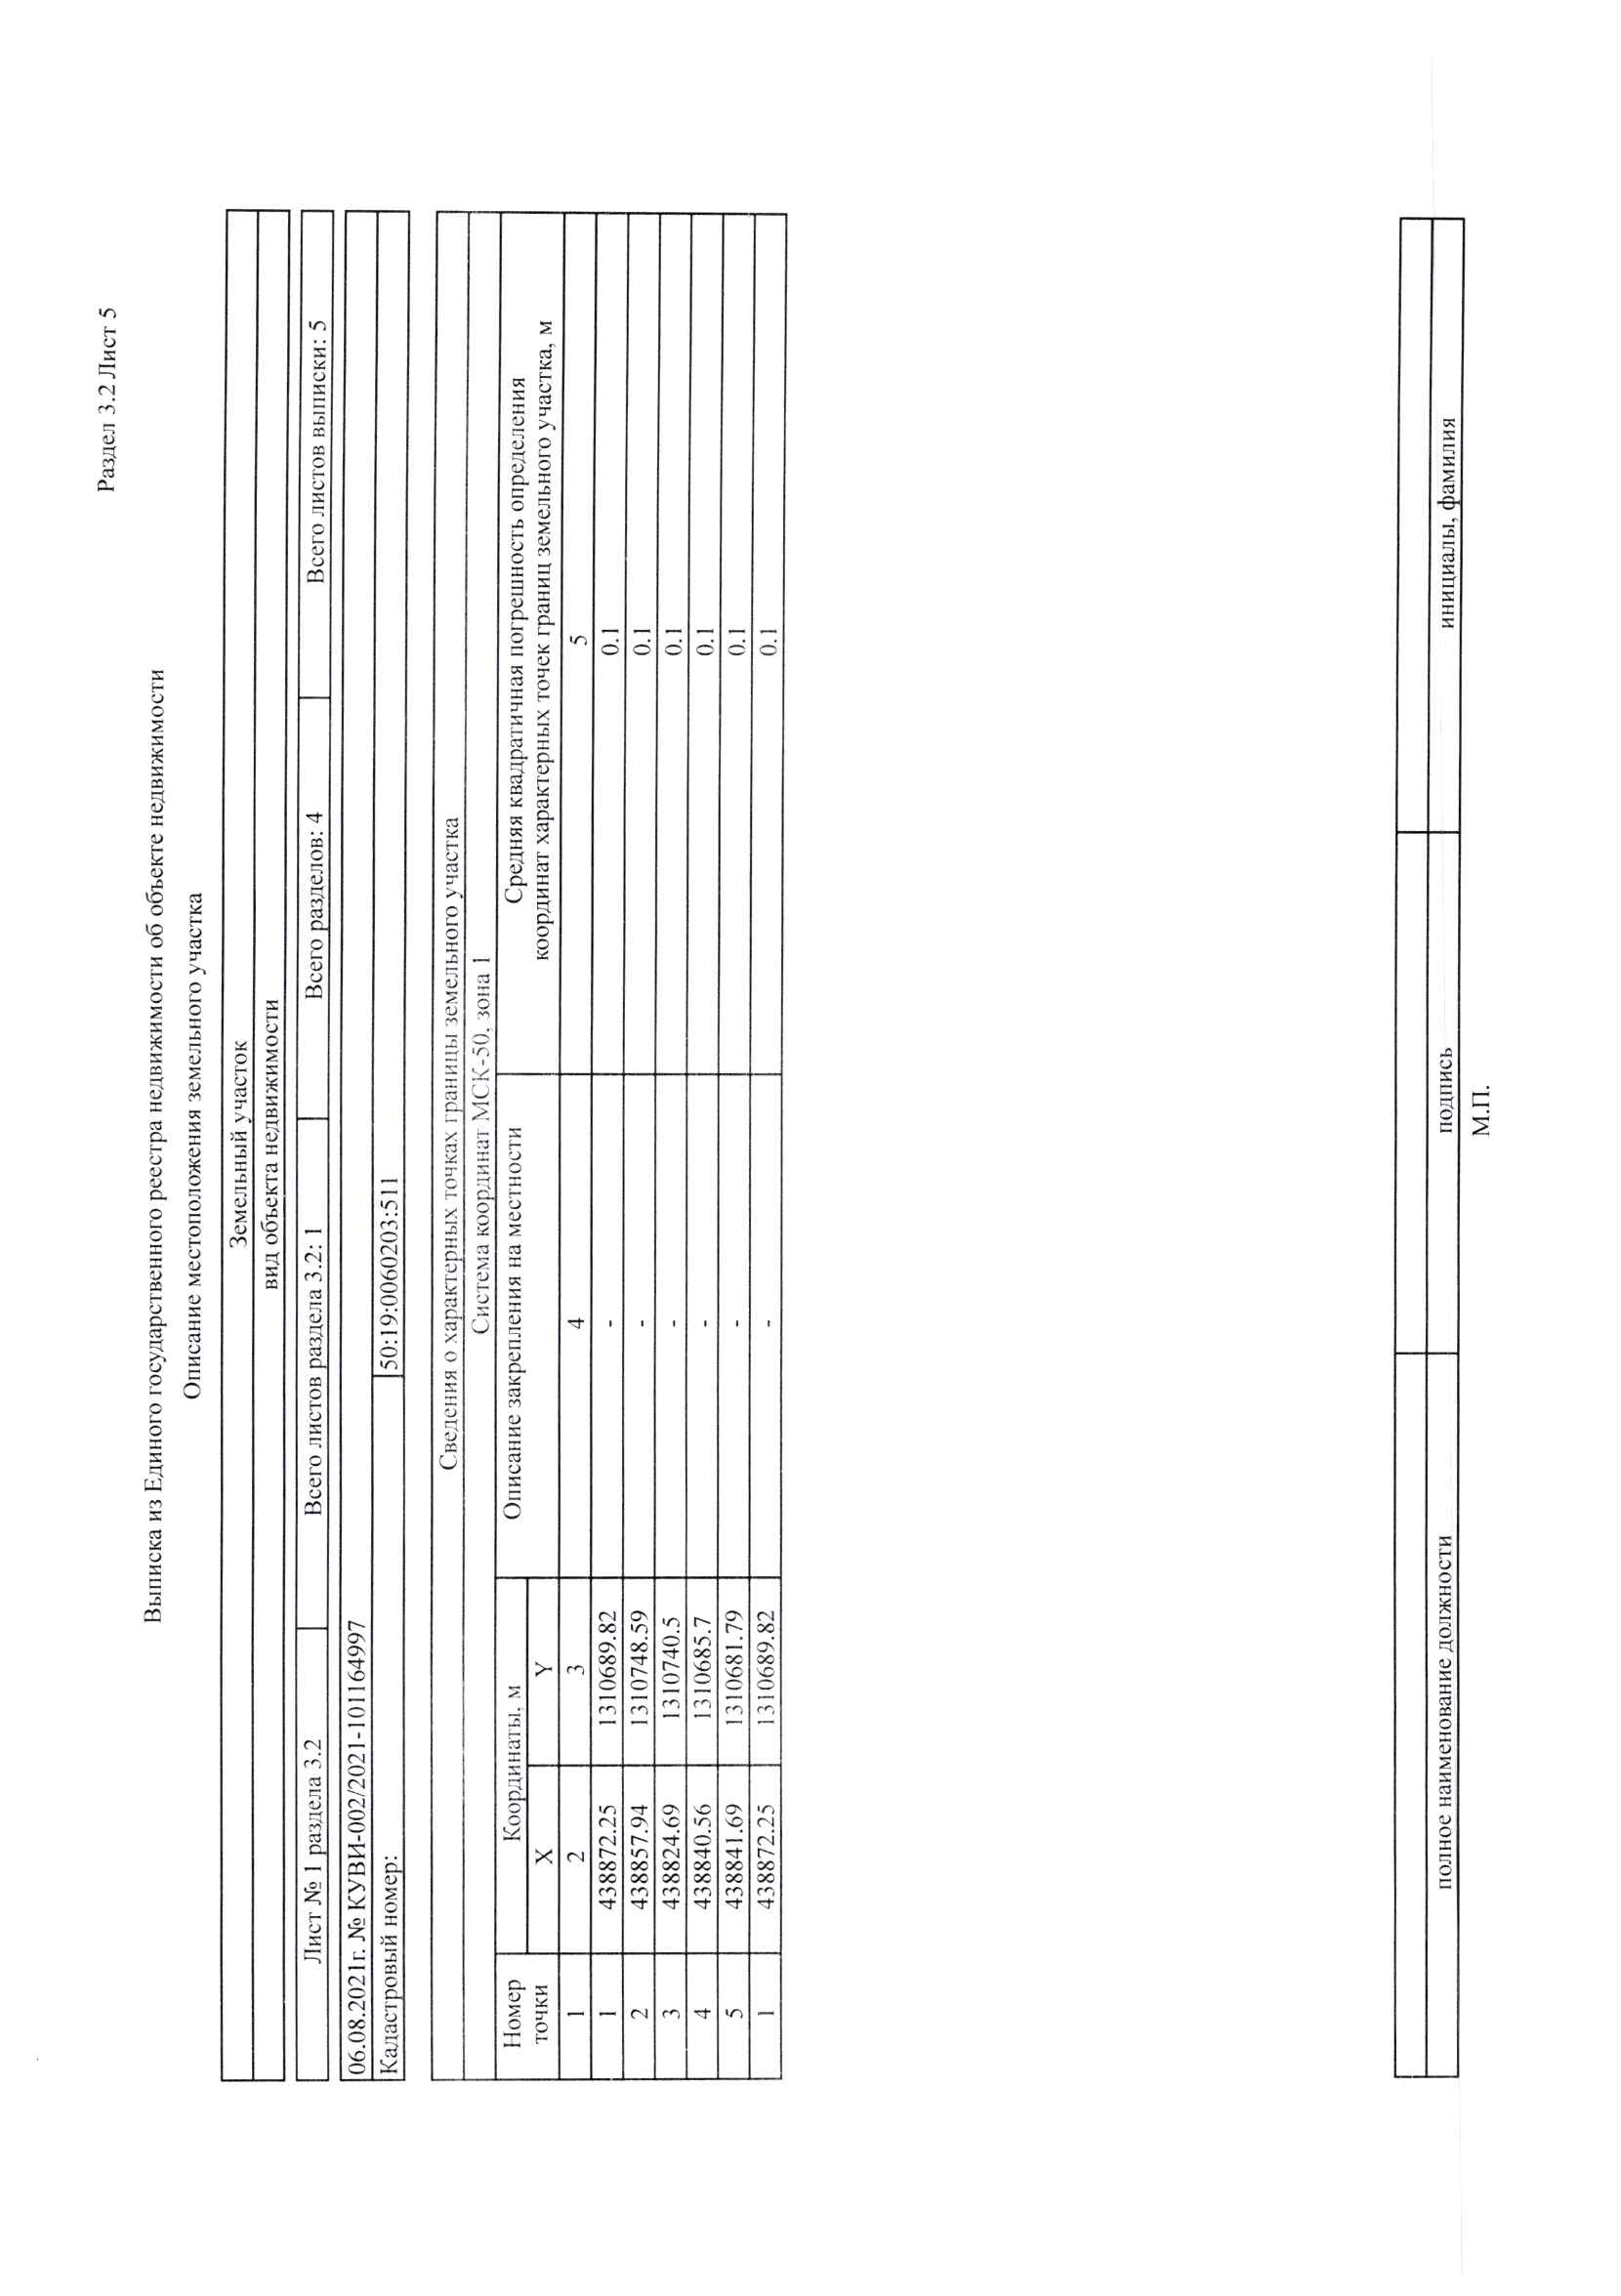 Раздел 3.2 Лист 5
Выписка из Единого государственного реестра недвижимости об объекте недвижимости
Описание местоположения земельного участка
Земельный участок
вид объекта недвижимости
Лист № 1 раздела 3.2 Всего листов раздела 3.2: 1 Всего разделов: 4 Всего листов выписки: 5
06.08.2021г. № КУВИ-002/2021-101164997
Кадастровый номер: 50:19:0060203:511
Сведения о характерных точках границы земельного участка
Система координат МСК-50, зона 1
Номер точки Координаты, м Описание закрепления на местности Средняя квадратичная погрешность определения
координат характерных точек границ земельного участка, м
X Y
1 2 3 4 5
1 438872.25 1310689.82 - 0.1
2 438857.94 1310748.59 - 0.1
3 438824.69 1310740.5 - 0.1
4 438840.56 1310685.7 - 0.1
5 438841.69 1310681.79 - 0.1
1 438872.25 1310689.82 - 0.1
полное наименование должности подпись инициалы, фамилия
М.П.